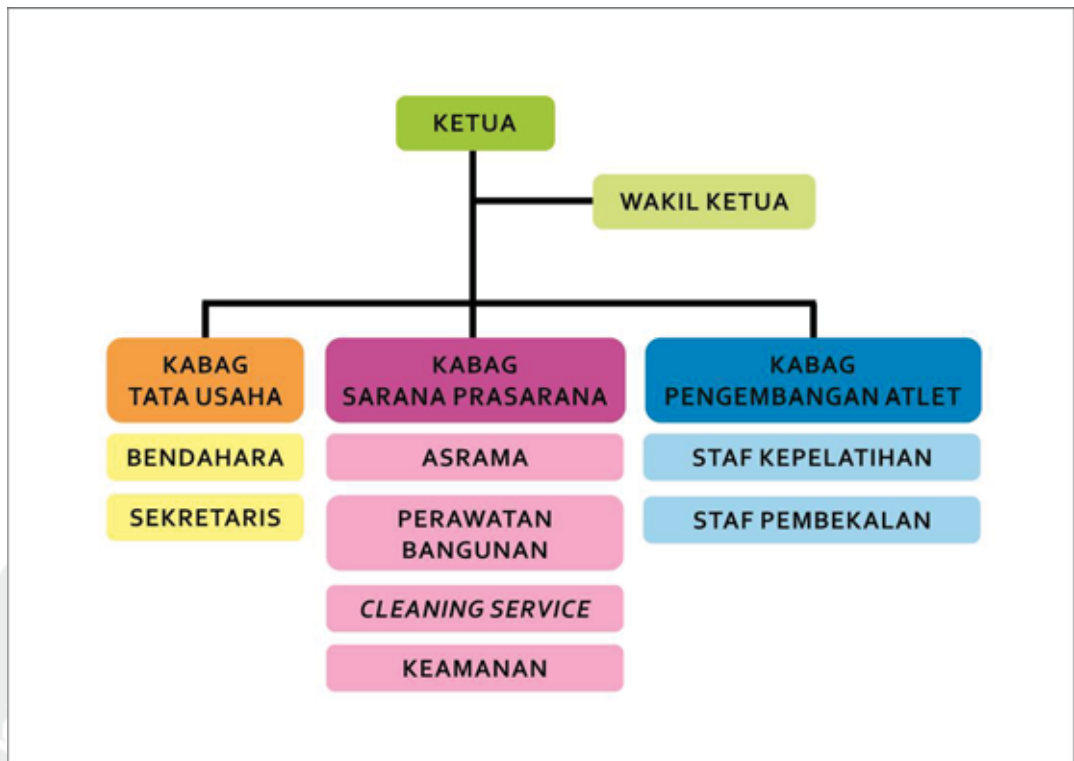 KETUA
WAKIL KETUA
KABAG
TATA USAHA
BENDAHARA
SEKRETARIS
KABAG
SARANA PRASARANA
ASRAMA
PERAWATAN
BANGUNAN
CLEANING SERVICE
KEAMANAN
KABAG
PENGEMBANGAN ATLET
STAF KEPELATIHAN
STAF PEMBEKALAN